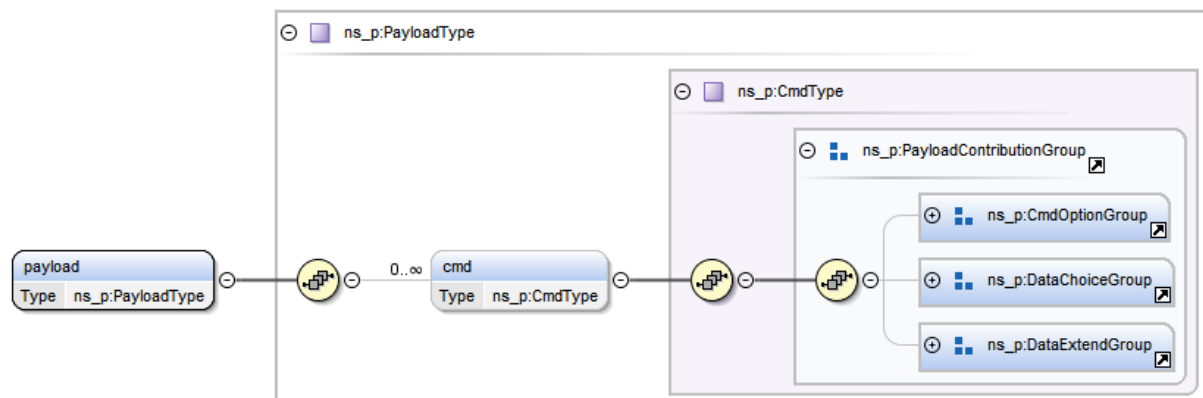 ns_p:PayloadType
ns_p:CmdType
ns_p:PayloadContributionGroup
ns_p:CmdOptionGroup
payload
0..∞
cmd
ns_p:DataChoiceGroup
Type ns_p:PayloadType
Type ns_p:CmdType
ns_p:DataExtendGroup